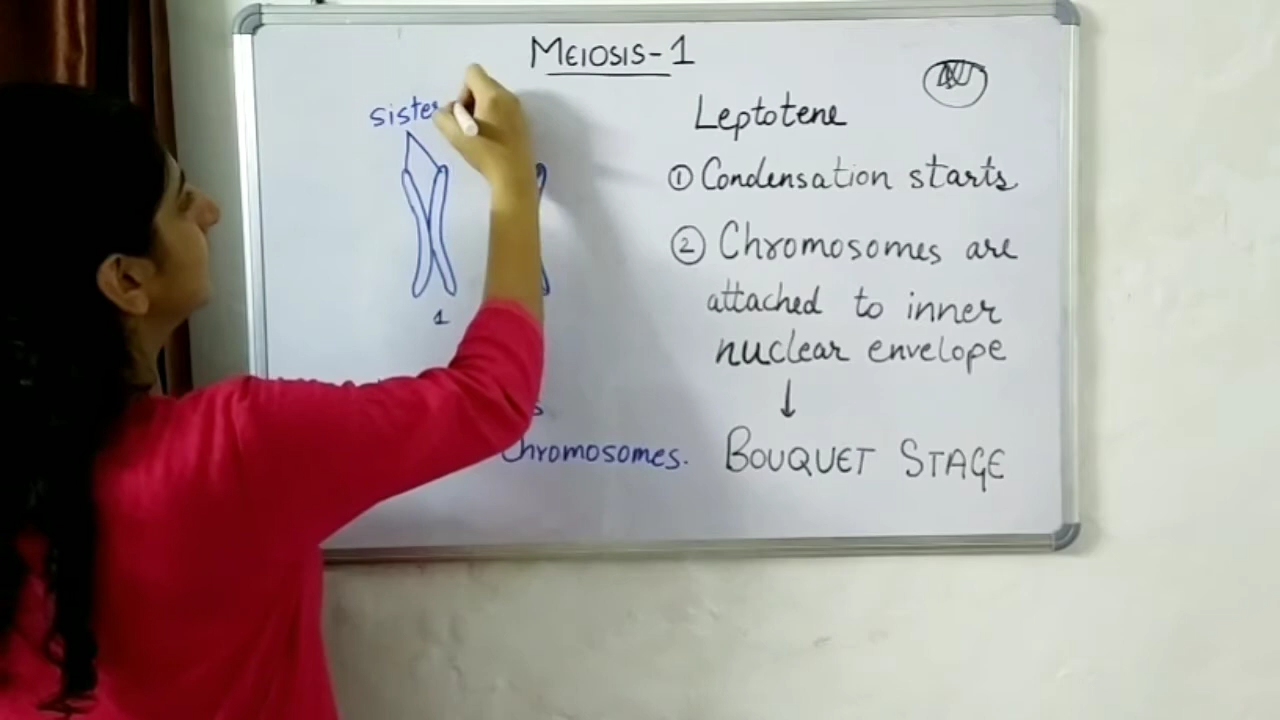 MEIOSIS-1
sister
1
Chromosomes.
Leptotene
① Condensation starts
② Chromosomes are
attached to inner
nuclear envelope
↓
BOUQUET STAGE